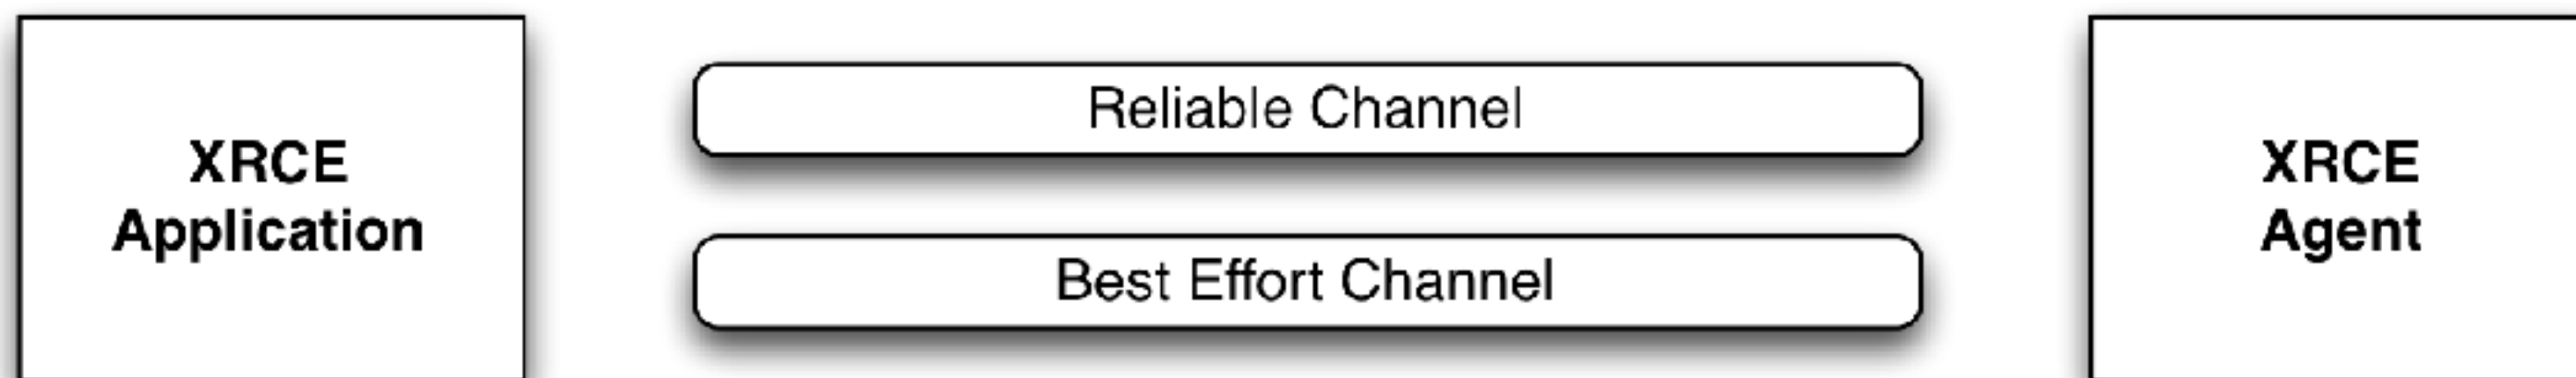 XRCE
Application
Reliable Channel
Best Effort Channel
XRCE
Agent